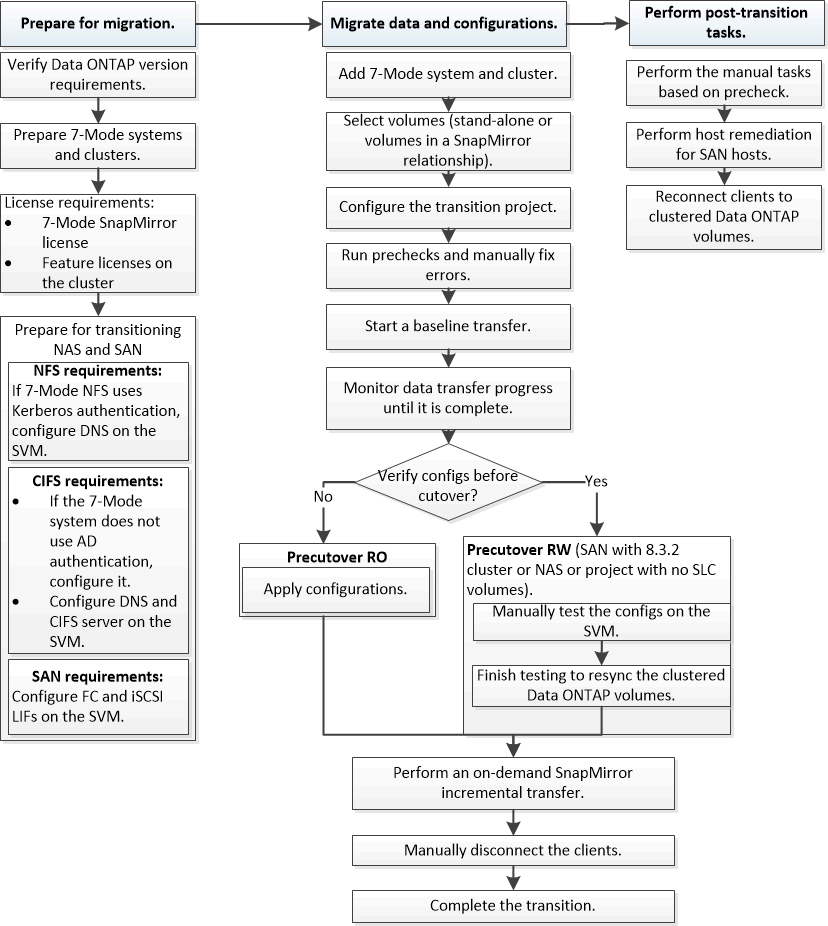 Prepare for migration.
Verify Data ONTAP version
requirements.
Prepare 7-Mode systems
and clusters.
License requirements:
• 7-Mode SnapMirror
license
• Feature licenses on
the cluster
Prepare for transitioning
NAS and SAN
NFS requirements:
If 7-Mode NFS uses
Kerberos authentication,
configure DNS on the
SVM.
CIFS requirements:
• If the 7-Mode
system does not
use AD
authentication,
configure it.
• Configure DNS and
CIFS server on the
SVM.
SAN requirements:
Configure FC and iSCSI
LIFs on the SVM.
Migrate data and configurations.
Add 7-Mode system and cluster.
Select volumes (stand-alone or
volumes in a SnapMirror
relationship).
Configure the transition project.
Run prechecks and manually fix
errors.
Start a baseline transfer.
Monitor data transfer progress
until it is complete.
Verify configs before
cutover?
No
Yes
Precutover RO
Apply configurations.
Precutover RW (SAN with 8.3.2
cluster or NAS or project with no SLC
volumes).
Manually test the configs on the
SVM.
Finish testing to resync the clustered
Data ONTAP volumes.
Perform an on-demand SnapMirror
incremental transfer.
Manually disconnect the clients.
Complete the transition.
Perform post-transition
tasks.
Perform the manual tasks
based on precheck.
Perform host remediation
for SAN hosts.
Reconnect clients to
clustered Data ONTAP
volumes.